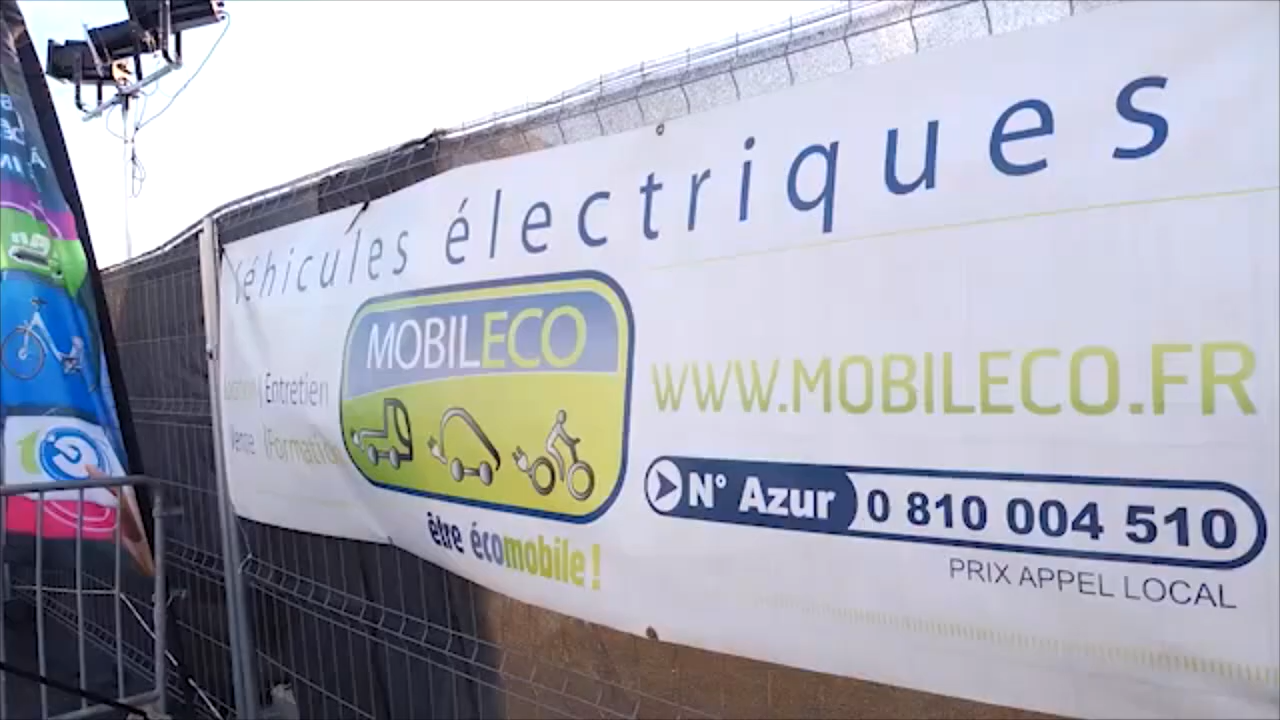 Véhicules électriques
MOBILECO
Location | Entretien
Vente | Formation
WWW.MOBILECO.FR
N° Azur 0 810 004 510
PRIX APPEL LOCAL
être écomobile !